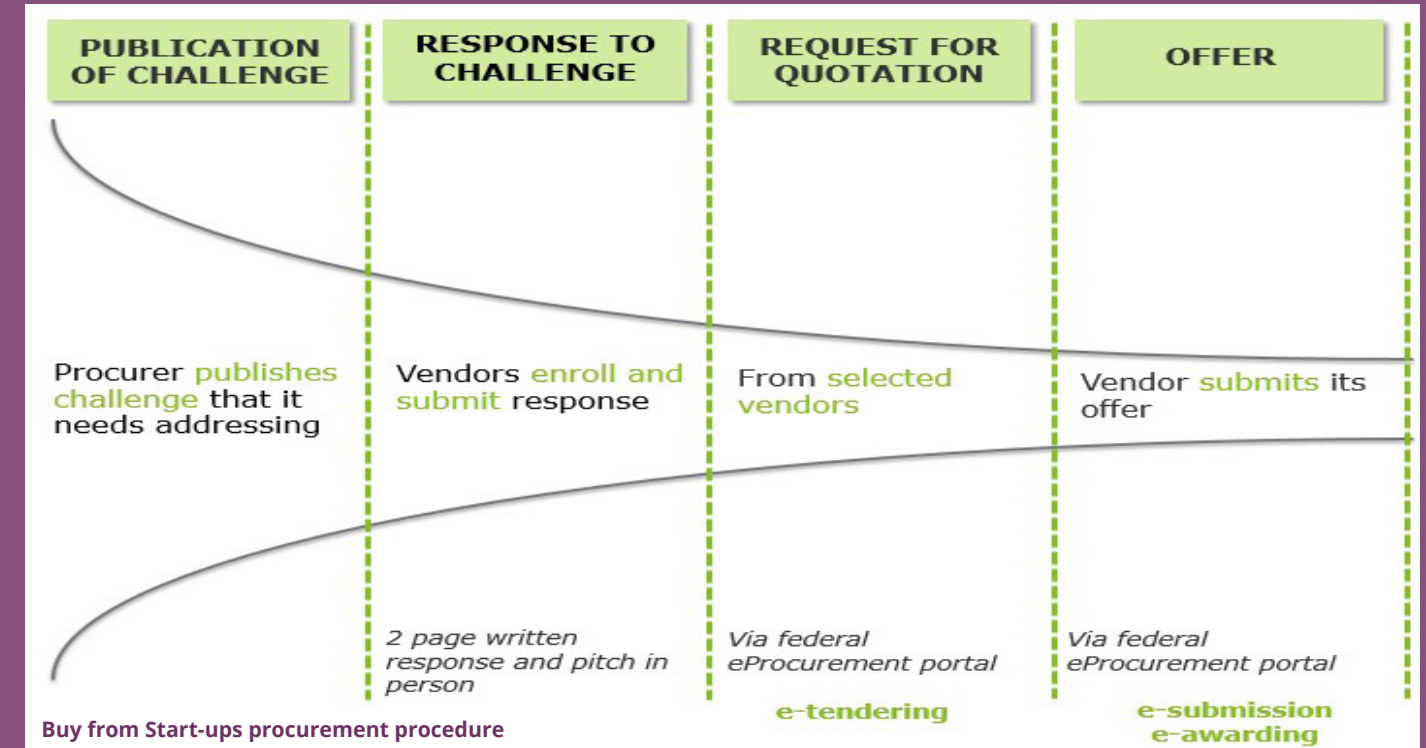 PUBLICATION
OF CHALLENGE
RESPONSE TO
CHALLENGE
REQUEST FOR
QUOTATION
OFFER
Procurer publishes
challenge that it
needs addressing
Vendors enroll and
submit response
From selected
vendors
Vendor submits its
offer
2 page written
response and pitch in
person
Via federal
eProcurement portal
e-tendering
Via federal
eProcurement portal
e-submission
e-awarding
Buy from Start-ups procurement procedure